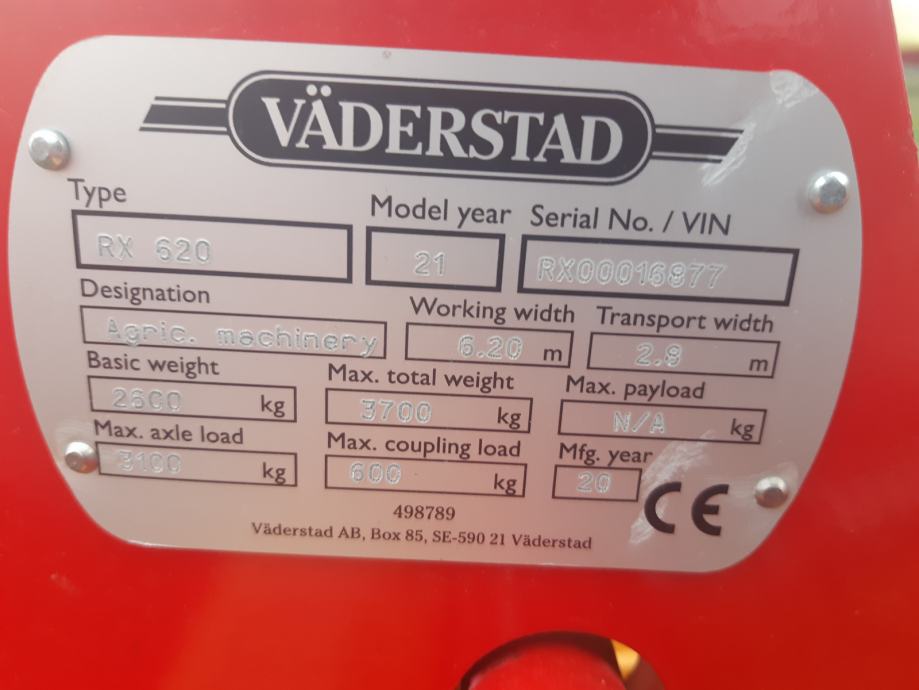 VÄDERSTAD
Type Model year Serial No. / VIN
RX 620 21 RX00016877
Designation Working width Transport width
Agric. machinery 6.20 m 2.8 m
Basic weight Max. total weight Max. payload
2600 kg 3700 kg N/A kg
Max. axle load Max. coupling load Mfg. year
3100 kg 600 kg 20
CE
498789
Väderstad AB, Box 85, SE-590 21 Väderstad